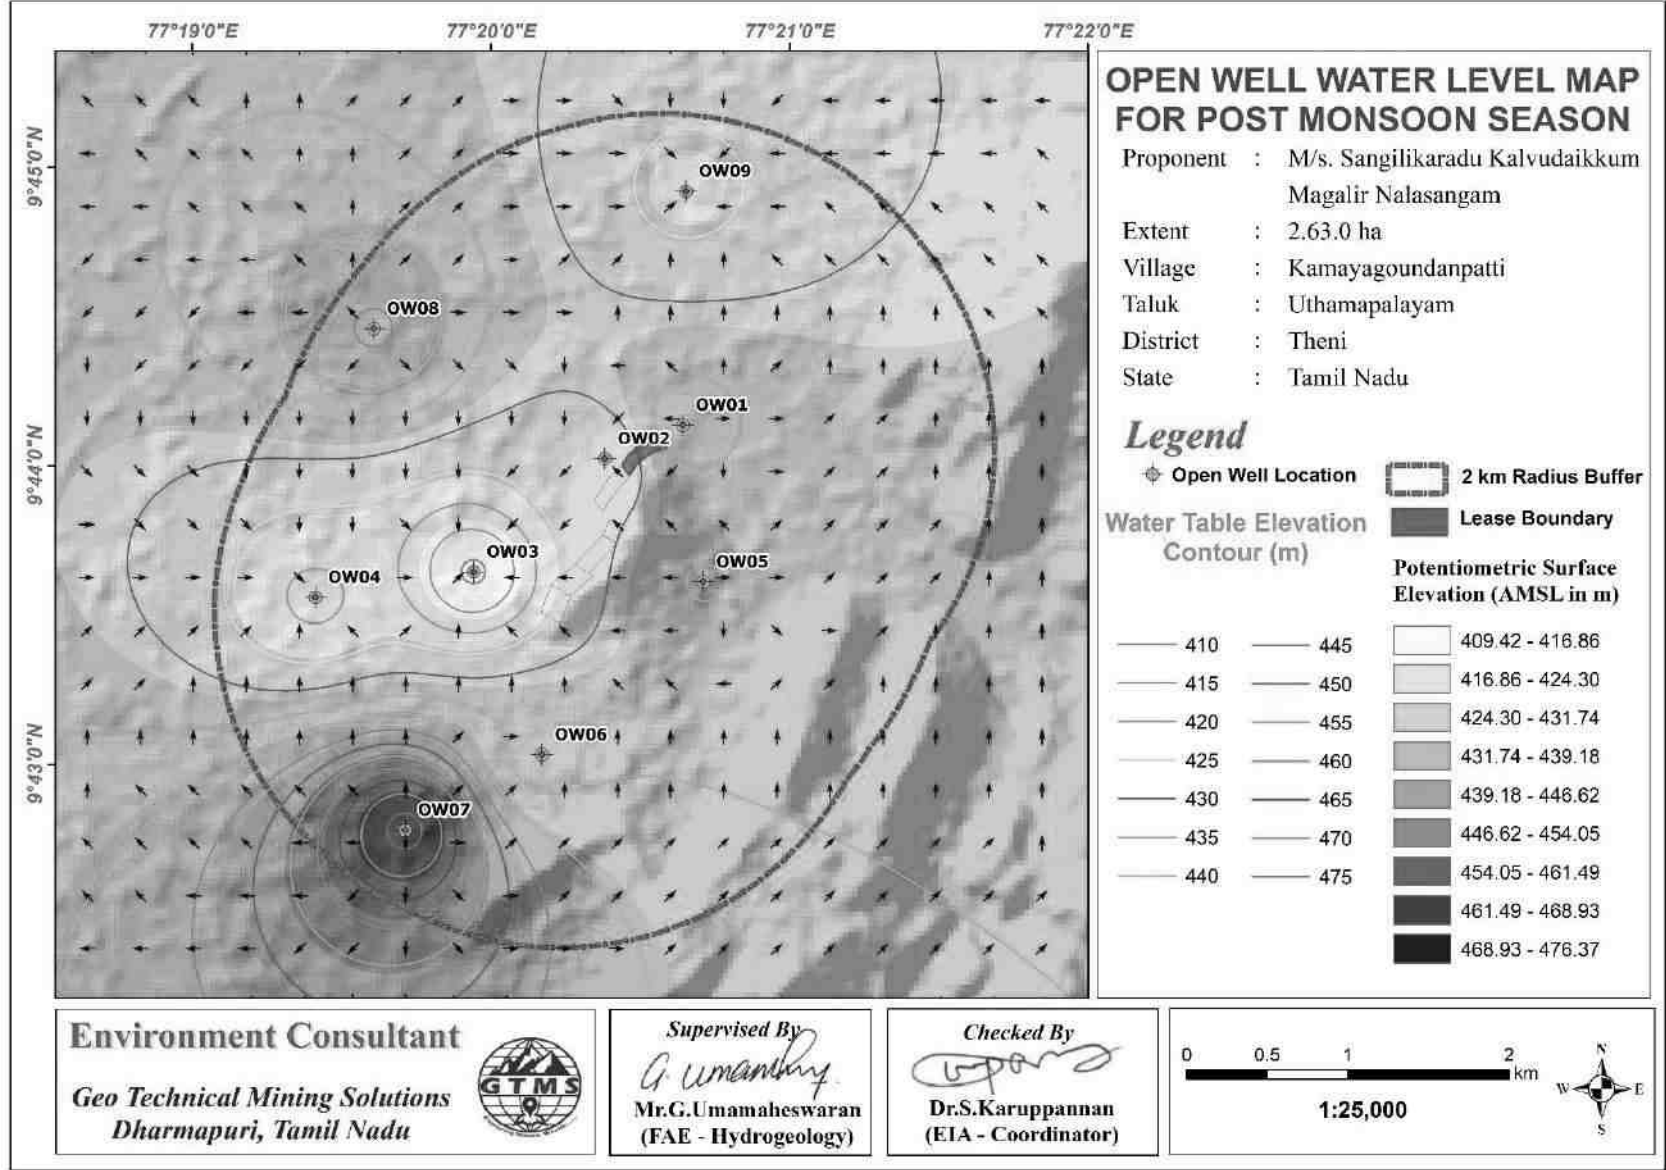 77°19'0"E
77°20'0"E
77°21'0"E
77°22'0"E
9°45'0"N
9°44'0"N
9°43'0"N
OW09
OW08
OW01
OW02
OW03
OW04
OW05
OW06
OW07
OPEN WELL WATER LEVEL MAP
FOR POST MONSOON SEASON
Proponent : M/s. Sangilikaradu Kalvudaikkum
Magalir Nalasangam
Extent : 2.63.0 ha
Village : Kamayagoundanpatti
Taluk : Uthamapalayam
District : Theni
State : Tamil Nadu
Legend
Open Well Location
2 km Radius Buffer
Lease Boundary
Water Table Elevation
Contour (m)
410
415
420
425
430
435
440
445
450
455
460
465
470
475
Potentiometric Surface
Elevation (AMSL in m)
409.42 - 416.86
416.86 - 424.30
424.30 - 431.74
431.74 - 439.18
439.18 - 446.62
446.62 - 454.05
454.05 - 461.49
461.49 - 468.93
468.93 - 476.37
Environment Consultant
Geo Technical Mining Solutions
Dharmapuri, Tamil Nadu
GTMS
Supervised By
G. Umamhes
Mr.G.Umamaheswaran
(FAE - Hydrogeology)
Checked By
Dr.S.Karuppannan
(EIA - Coordinator)
0 0.5 1 2
km
1:25,000
N
W E
S